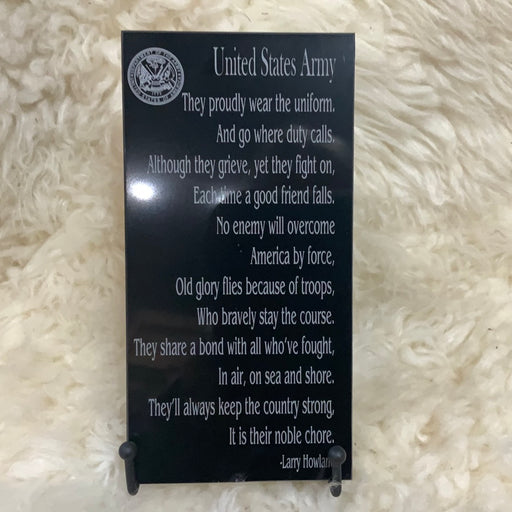 United States Army
They proudly wear the uniform.
And go where duty calls.
Although they grieve, yet they fight on,
Each time a good friend falls.
No enemy will overcome
America by force,
Old glory flies because of troops,
Who bravely stay the course.
They share a bond with all who've fought,
In air, on sea and shore.
They'll always keep the country strong,
It is their noble chore.
-Larry